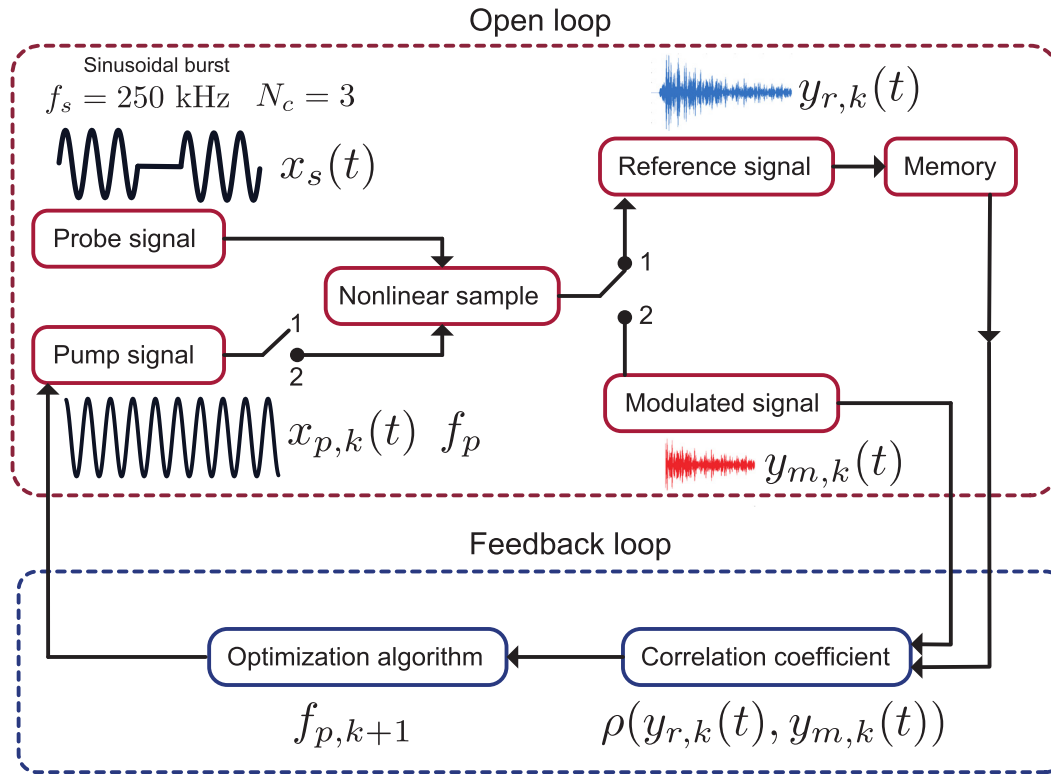 Open loop
Sinusoidal burst
f_s = 250 kHz N_c = 3
x_s(t)
y_{r,k}(t)
Reference signal
Memory
Probe signal
1
2
Nonlinear sample
Pump signal
1
2
Modulated signal
x_{p,k}(t) f_p
y_{m,k}(t)
Feedback loop
Optimization algorithm
Correlation coefficient
f_{p,k+1}
ρ(y_{r,k}(t), y_{m,k}(t))